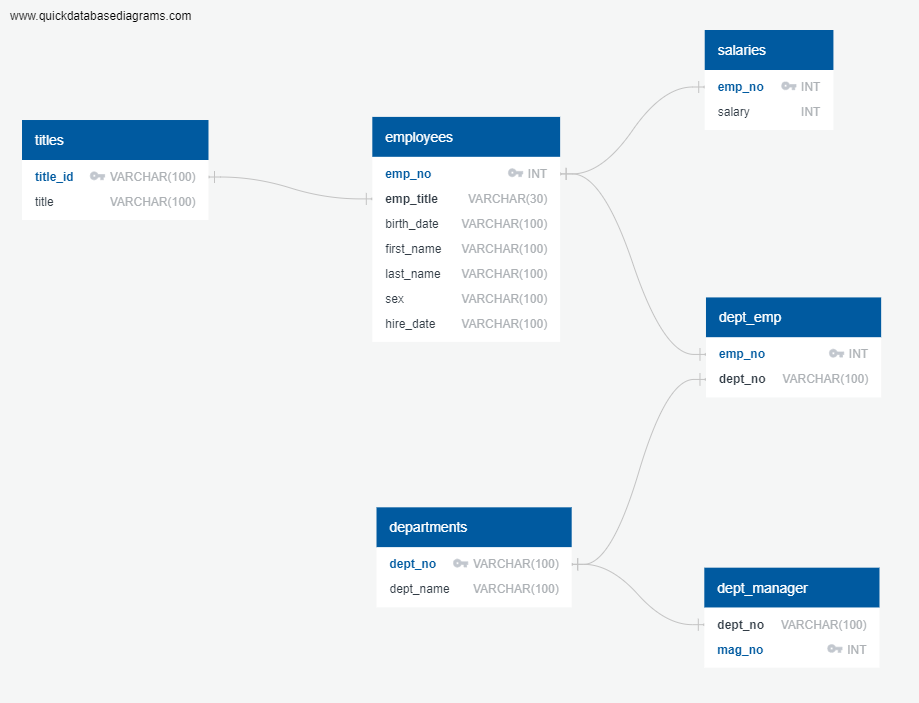 www.quickdatabasediagrams.com
titles
title_id VARCHAR(100)
title VARCHAR(100)
employees
emp_no INT
emp_title VARCHAR(30)
birth_date VARCHAR(100)
first_name VARCHAR(100)
last_name VARCHAR(100)
sex VARCHAR(100)
hire_date VARCHAR(100)
salaries
emp_no INT
salary INT
dept_emp
emp_no INT
dept_no VARCHAR(100)
departments
dept_no VARCHAR(100)
dept_name VARCHAR(100)
dept_manager
dept_no VARCHAR(100)
mag_no INT